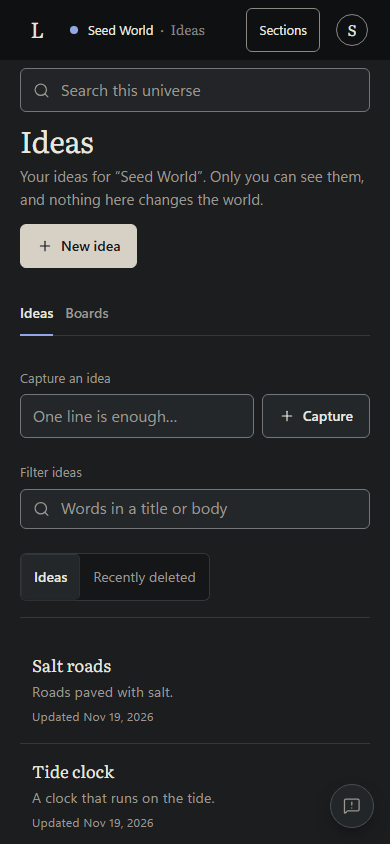 L
Seed World · Ideas
Sections
S
Search this universe
Ideas
Your ideas for “Seed World”. Only you can see them,
and nothing here changes the world.
New idea
Ideas
Boards
Capture an idea
One line is enough...
Capture
Filter ideas
Words in a title or body
Ideas
Recently deleted
Salt roads
Roads paved with salt.
Updated Nov 19, 2026
Tide clock
A clock that runs on the tide.
Updated Nov 19, 2026